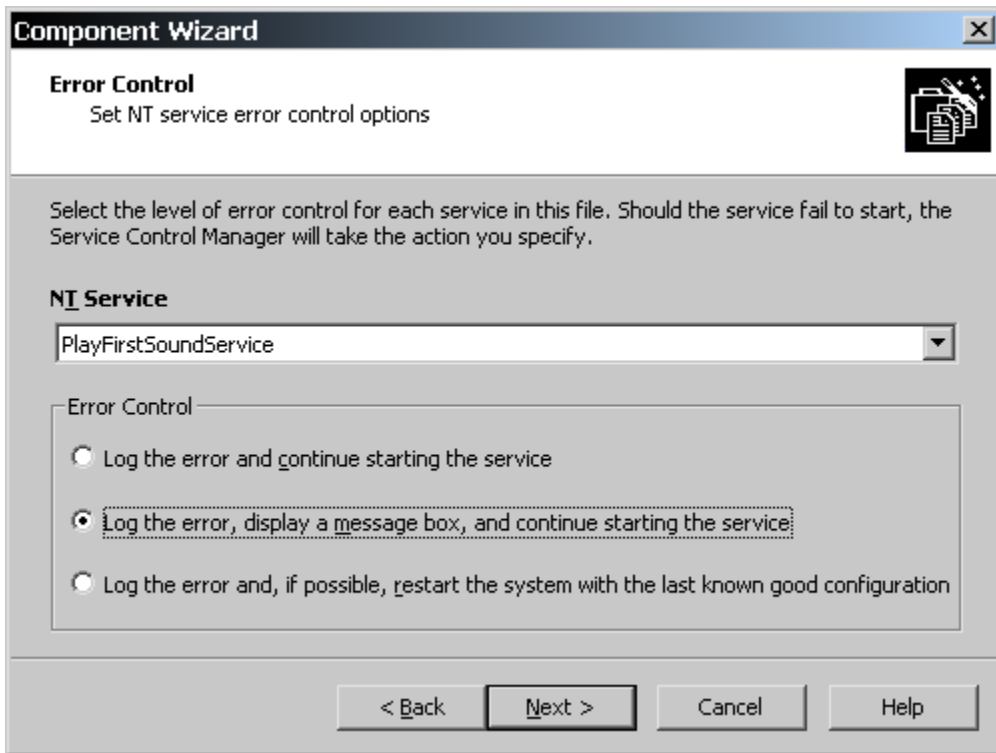 Component Wizard
Error Control
Set NT service error control options
Select the level of error control for each service in this file. Should the service fail to start, the
Service Control Manager will take the action you specify.
NT Service
PlayFirstSoundService
Error Control
Log the error and continue starting the service
Log the error, display a message box, and continue starting the service
Log the error and, if possible, restart the system with the last known good configuration
< Back
Next >
Cancel
Help